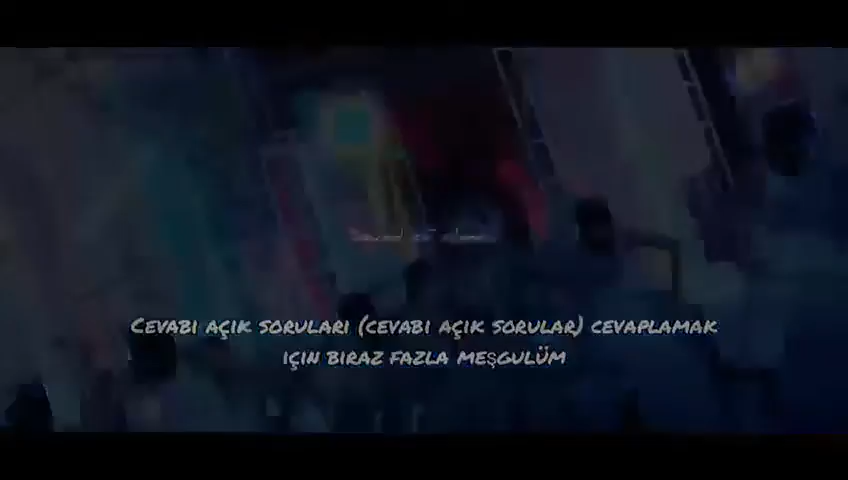 Cevabı açık soruları (cevabı açık sorular) cevaplamak
için biraz fazla meşgulüm